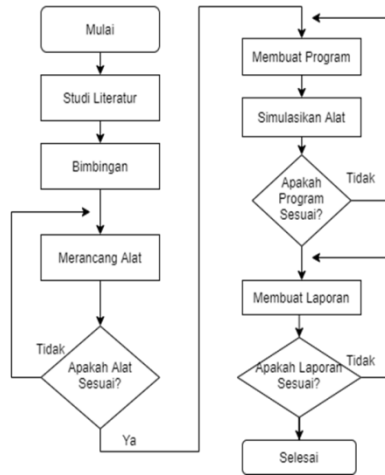 Mulai
Studi Literatur
Bimbingan
Merancang Alat
Tidak
Apakah Alat
Sesuai?
Ya
Membuat Program
Simulasikan Alat
Apakah
Program
Sesuai?
Tidak
Membuat Laporan
Apakah Laporan
Sesuai?
Tidak
Selesai